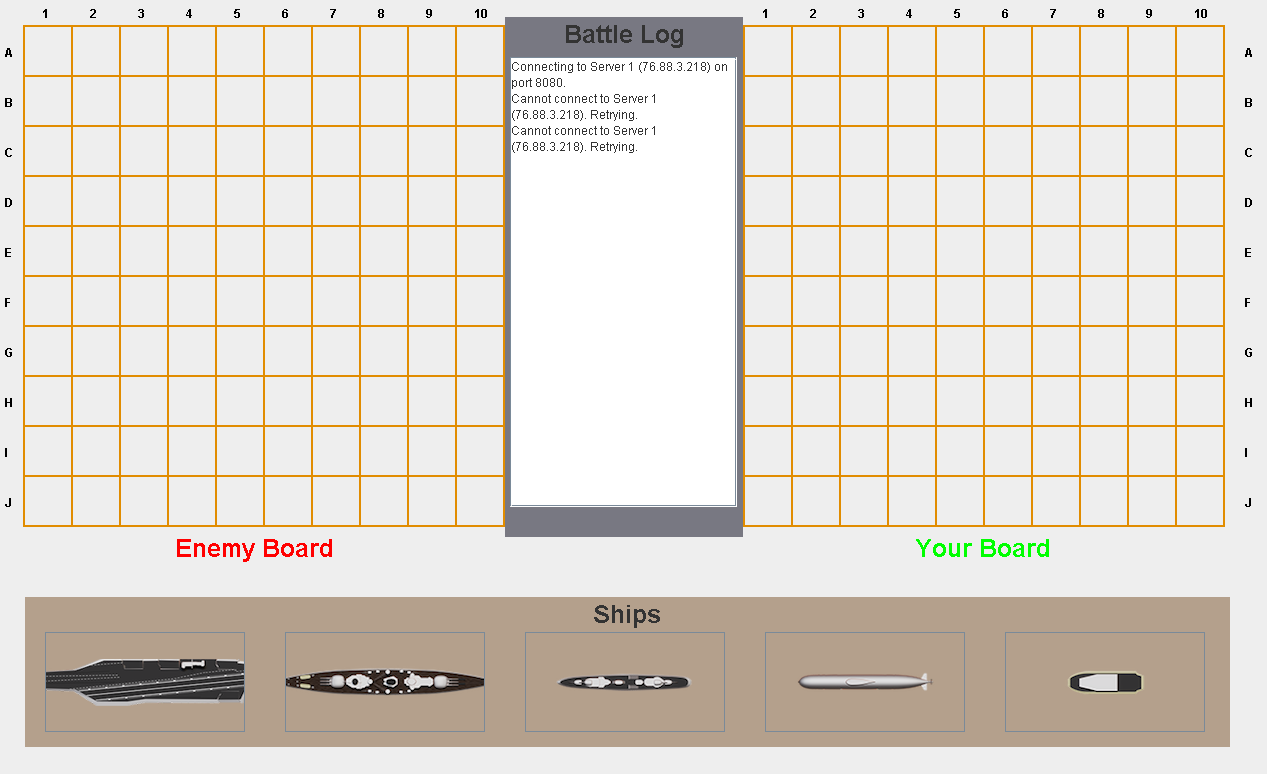 1 2 3 4 5 6 7 8 9 10
A
B
C
D
E
F
G
H
I
J
Enemy Board
Battle Log
Connecting to Server 1 (76.88.3.218) on
port 8080.
Cannot connect to Server 1
(76.88.3.218). Retrying.
Cannot connect to Server 1
(76.88.3.218). Retrying.
1 2 3 4 5 6 7 8 9 10
A
B
C
D
E
F
G
H
I
J
Your Board
Ships